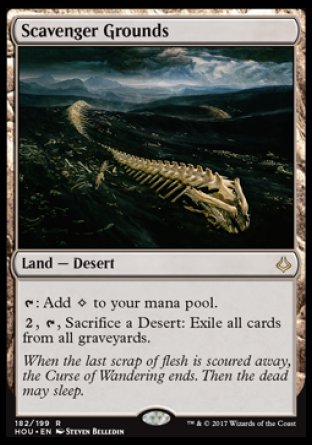 Scavenger Grounds
Land — Desert
: Add to your mana pool.
2, , Sacrifice a Desert: Exile all cards
from all graveyards.
When the last scrap of flesh is scoured away,
the Curse of Wandering ends. Then the dead
may sleep.
182/199 R
HOU • EN Steven Belledin
™ & © 2017 Wizards of the Coast